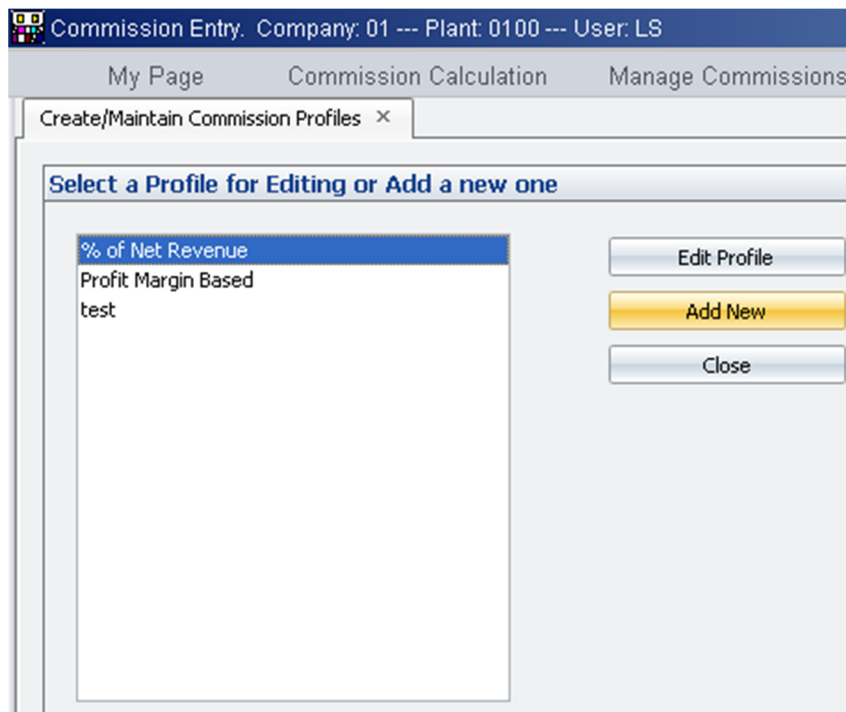 Commission Entry. Company: 01 --- Plant: 0100 --- User: LS
My Page Commission Calculation Manage Commissions
Create/Maintain Commission Profiles ×
Select a Profile for Editing or Add a new one
% of Net Revenue
Profit Margin Based
test
Edit Profile
Add New
Close